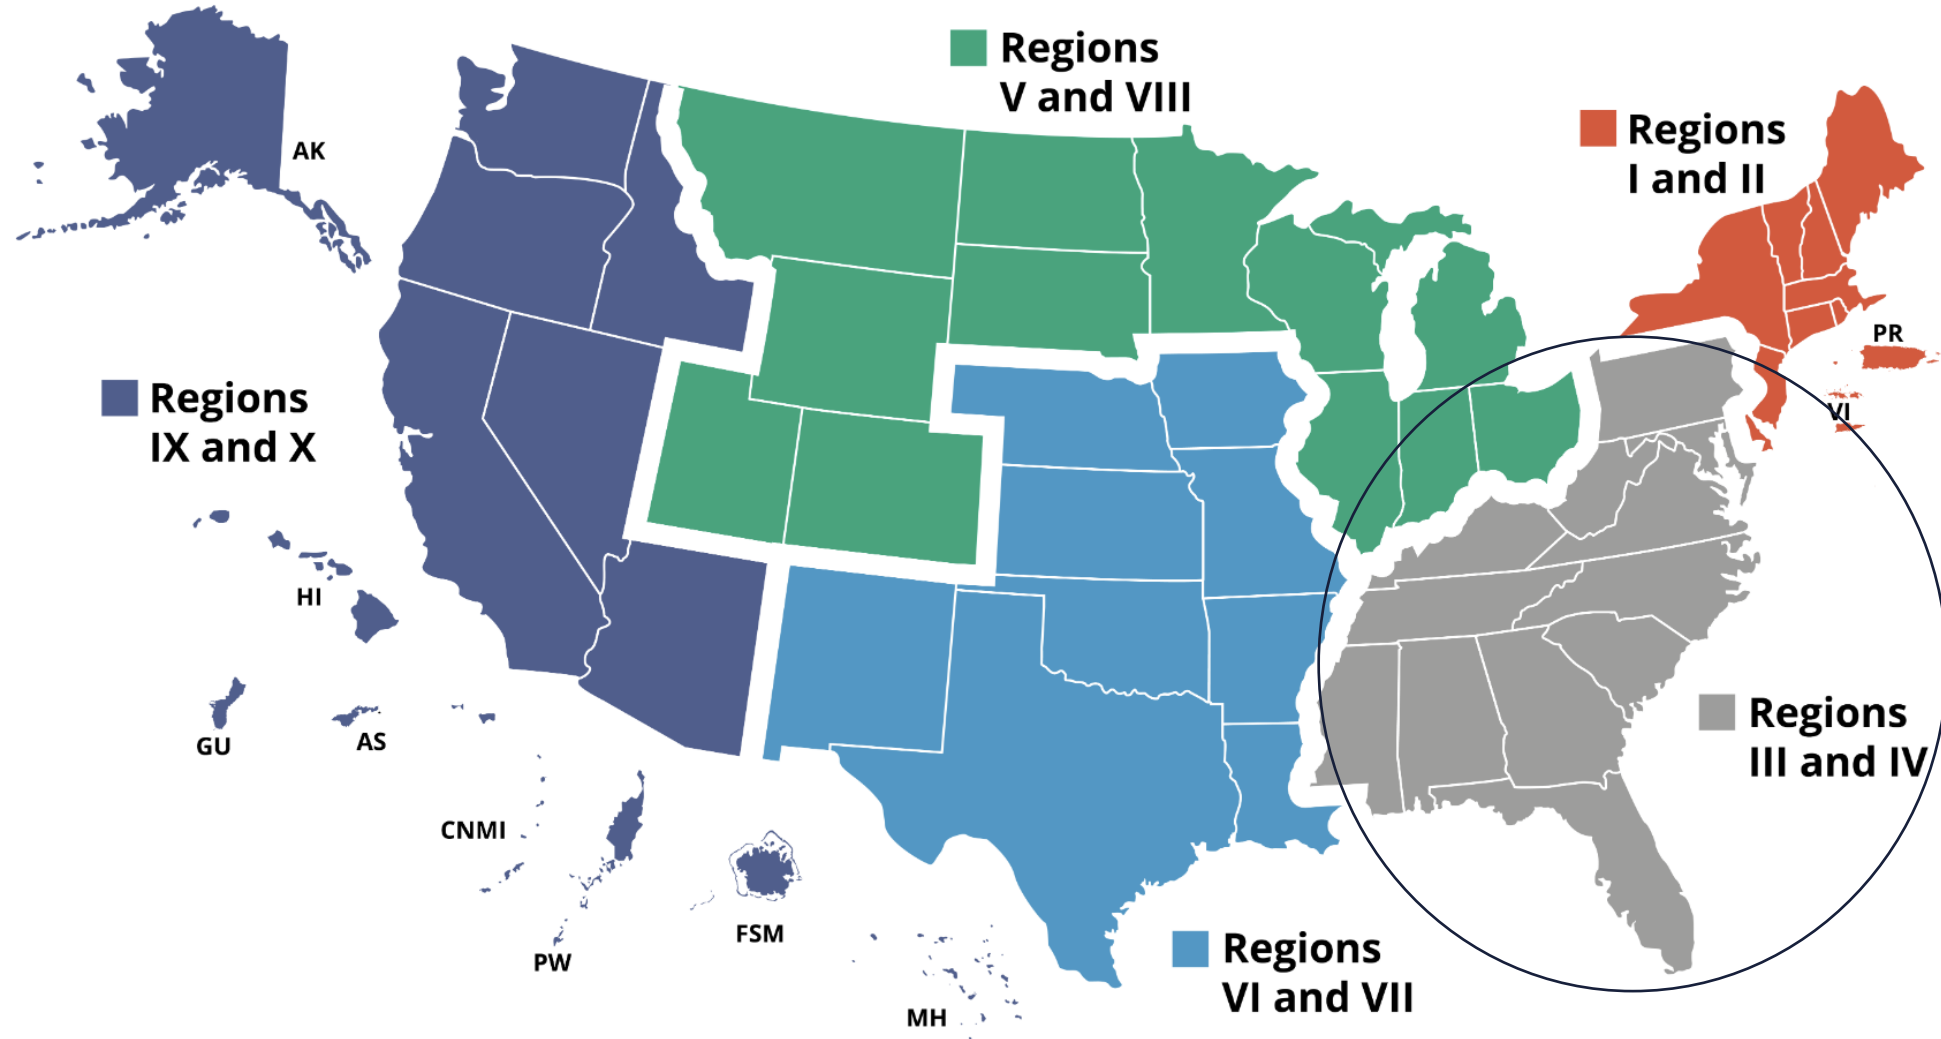 Regions
V and VIII
Regions
I and II
AK
PR
VI
Regions
IX and X
HI
GU
AS
Regions
III and IV
CNMI
FSM
PW
Regions
VI and VII
MH